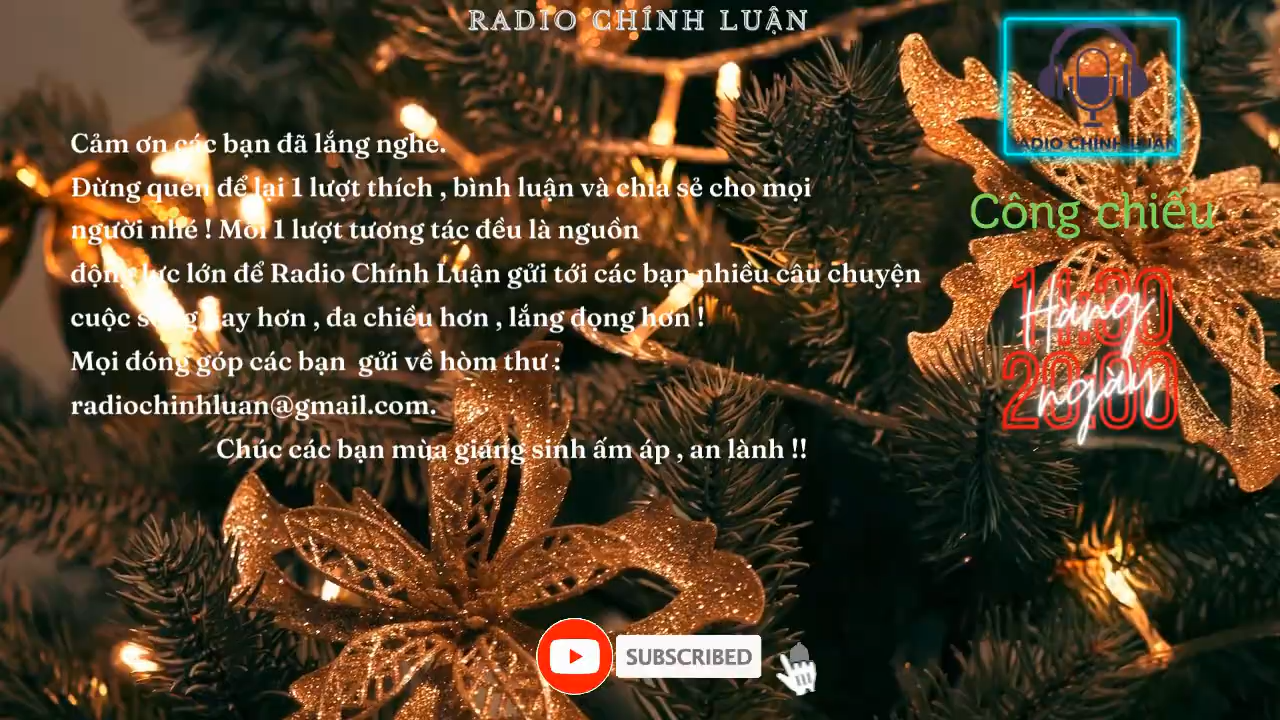 RADIO CHÍNH LUẬN
RADIO CHINH LUAN
Cảm ơn các bạn đã lắng nghe.
Đừng quên để lại 1 lượt thích , bình luận và chia sẻ cho mọi
người nhé ! Mỗi 1 lượt tương tác đều là nguồn
động lực lớn để Radio Chính Luận gửi tới các bạn nhiều câu chuyện
cuộc sống hay hơn , đa chiều hơn , lắng đọng hơn !
Mọi đóng góp các bạn gửi về hòm thư :
radiochinhluan@gmail.com.
Chúc các bạn mùa giáng sinh ấm áp , an lành !!
Công chiếu
Hàng
ngày
20:00
SUBSCRIBED